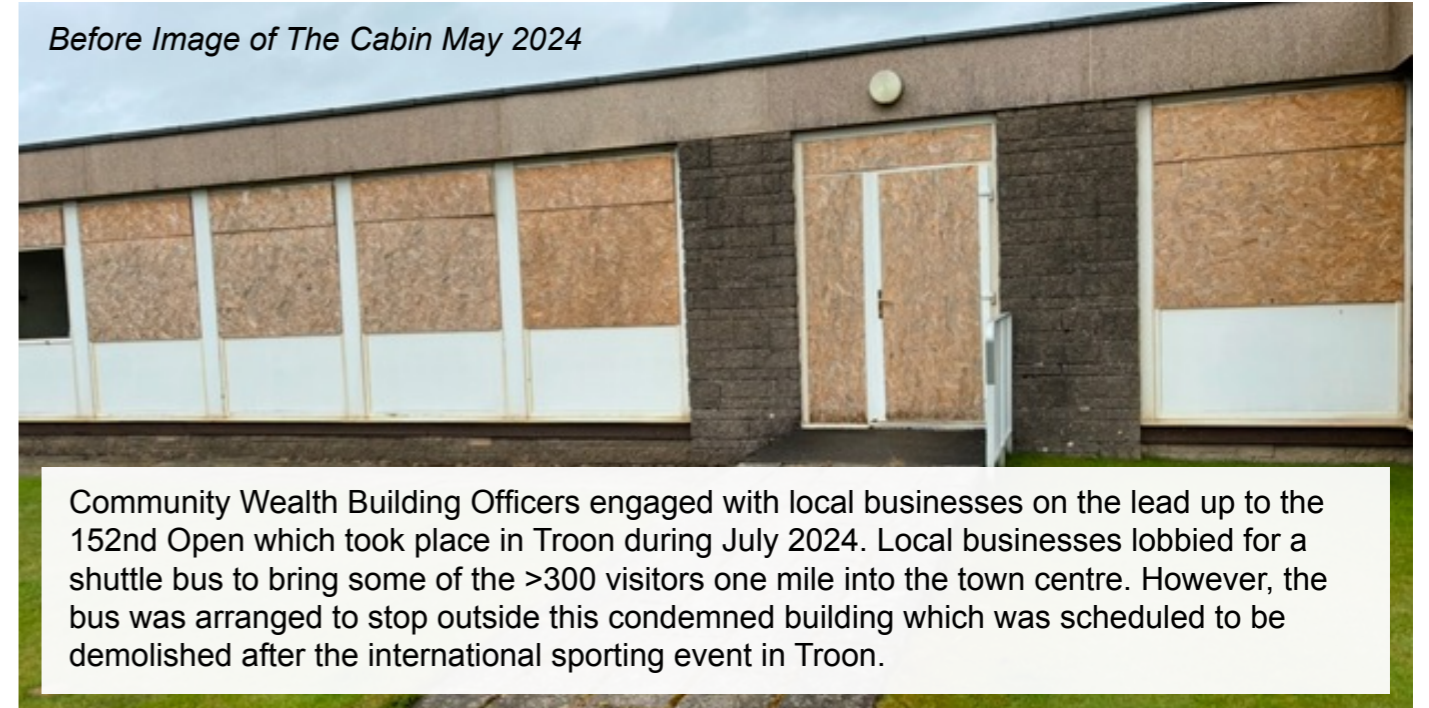 Before Image of The Cabin May 2024
Community Wealth Building Officers engaged with local businesses on the lead up to the
152nd Open which took place in Troon during July 2024. Local businesses lobbied for a
shuttle bus to bring some of the >300 visitors one mile into the town centre. However, the
bus was arranged to stop outside this condemned building which was scheduled to be
demolished after the international sporting event in Troon.